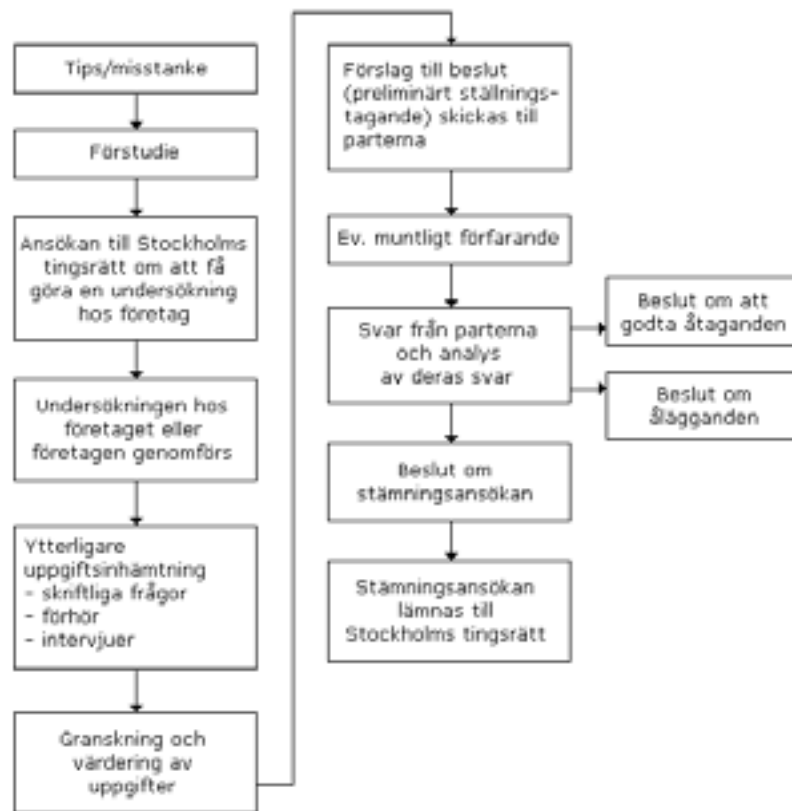 Tips/misstanke
Förstudie
Ansökan till Stockholms
tingsrätt om att få
göra en undersökning
hos företag
Undersökningen hos
företaget eller
företagen genomförs
Ytterligare
uppgiftsinhämtning
- skriftliga frågor
- förhör
- intervjuer
Granskning och
värdering av
uppgifter
Förslag till beslut
(preliminärt ställnings-
tagande) skickas till
parterna
Ev. muntligt förfarande
Svar från parterna
och analys
av deras svar
Beslut om att
godta åtaganden
Beslut om
ålägganden
Beslut om
stämningsansökan
Stämningsansökan
lämnas till
Stockholms tingsrätt